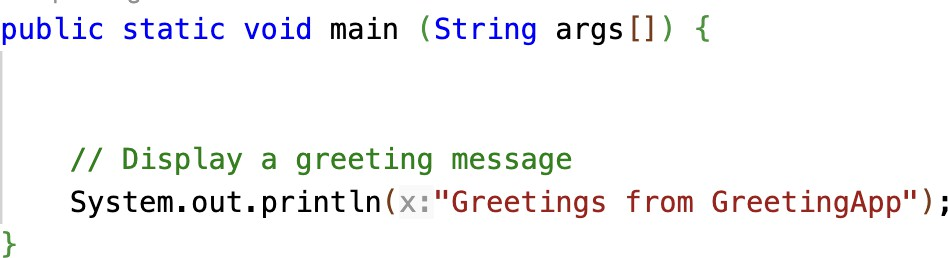 public static void main (String args[]) {
// Display a greeting message
System.out.println(x:"Greetings from GreetingApp");
}